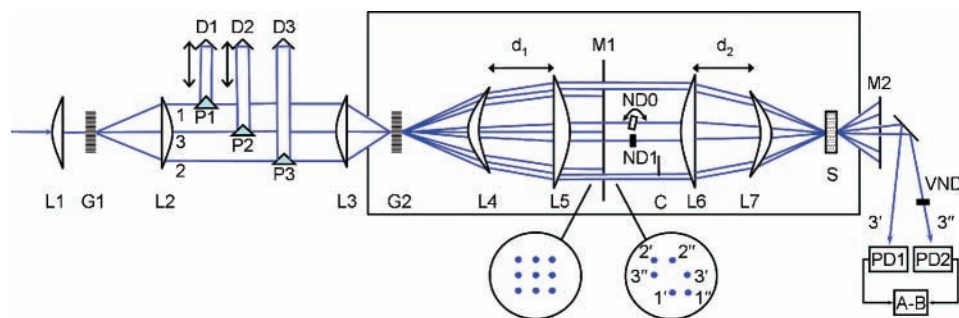 D1 D2 D3
d1 M1 d2
M2
1 P1
ND0
3 P2
ND1
VND
2 P3
L1 G1 L2 L3 G2 L4 L5 C L6 L7 S
3′ 3″
2′ 2″
3″ 3′
1′ 1″
PD1 PD2
A-B